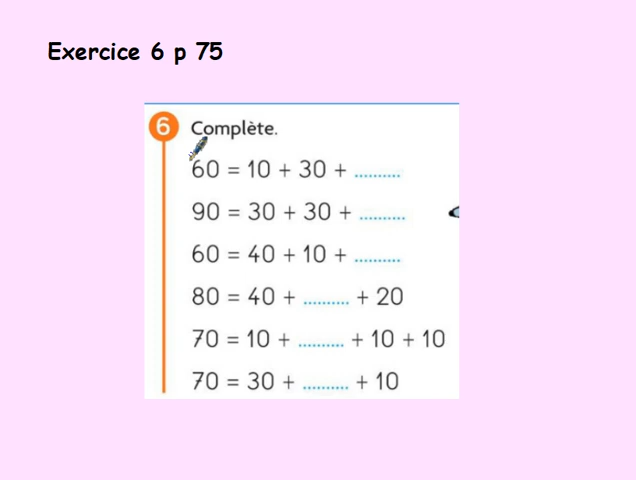 Exercice 6 p 75
6 Complète.
60 = 10 + 30 + ..........
90 = 30 + 30 + ..........
60 = 40 + 10 + ..........
80 = 40 + .......... + 20
70 = 10 + .......... + 10 + 10
70 = 30 + .......... + 10